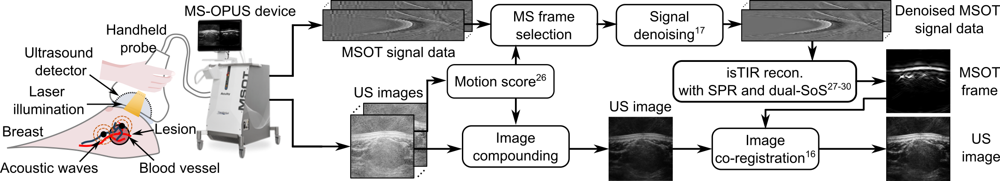 MS-OPUS device
Handheld
probe
Ultrasound
detector
Laser
illumination
Breast
Lesion
Acoustic waves
Blood vessel
Acuity
MSOT
MSOT signal data
US images
MS frame
selection
Motion score26
Image
compounding
Signal
denoising17
Denoised MSOT
signal data
isTIR recon.
with SPR and dual-SoS27-30
MSOT
frame
US image
Image
co-registration16
US
image